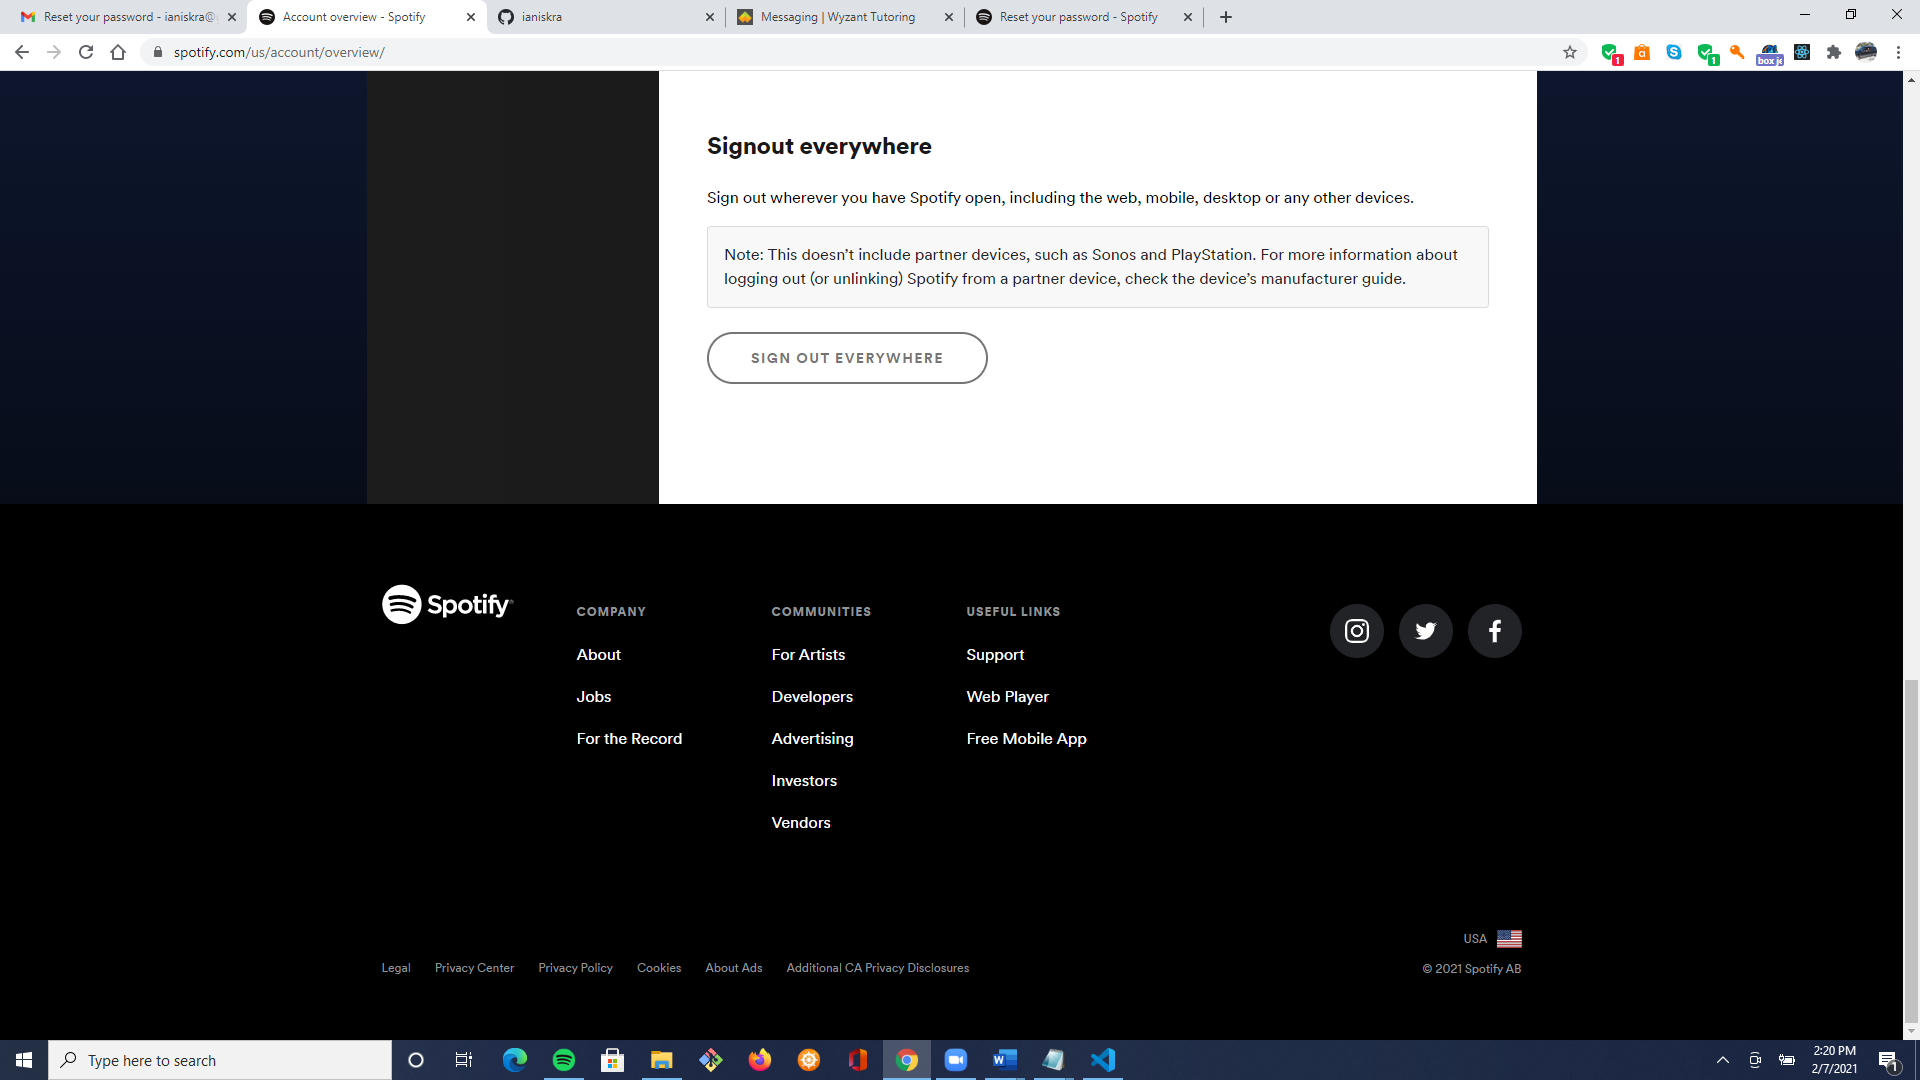 Reset your password - ianiskra@g
Account overview - Spotify
ianiskra
Messaging | Wyzant Tutoring
Reset your password - Spotify
spotify.com/us/account/overview/
1
1
box je
Signout everywhere
Sign out wherever you have Spotify open, including the web, mobile, desktop or any other devices.
Note: This doesn’t include partner devices, such as Sonos and PlayStation. For more information about
logging out (or unlinking) Spotify from a partner device, check the device’s manufacturer guide.
SIGN OUT EVERYWHERE
Spotify
COMPANY
About
Jobs
For the Record
COMMUNITIES
For Artists
Developers
Advertising
Investors
Vendors
USEFUL LINKS
Support
Web Player
Free Mobile App
USA
Legal
Privacy Center
Privacy Policy
Cookies
About Ads
Additional CA Privacy Disclosures
© 2021 Spotify AB
Type here to search
2:20 PM
2/7/2021
1